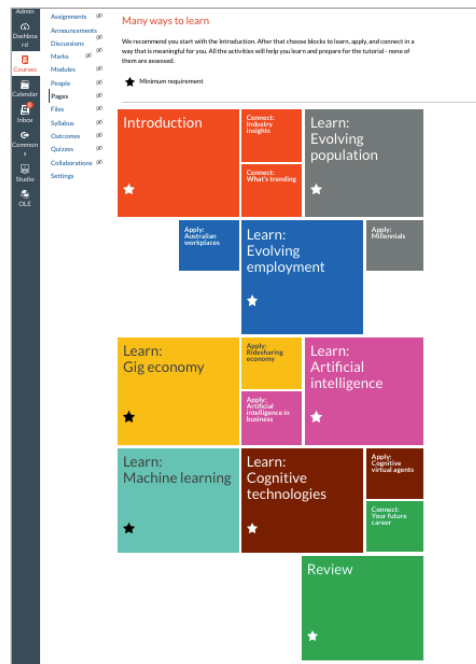 Admin
Dashboa
rd
Courses
Calendar
Inbox
Common
s
Studio
OLE
Assignments
Announcements
Discussions
Marks
Modules
People
Pages
Files
Syllabus
Outcomes
Quizzes
Collaborations
Settings
Many ways to learn
We recommend you start with the Introduction. After that choose blocks to learn, apply, and connect in a
way that is meaningful for you. All the activities will help you learn and prepare for the tutorial - none of
them are assessed.
Minimum requirement
Introduction
Connect:
Industry
insights
Connect:
What's trending
Learn:
Evolving
population
Apply:
Australian
workplaces
Learn:
Evolving
employment
Apply:
Millennials
Learn:
Gig economy
Apply:
Ridesharing
economy
Apply:
Artificial
intelligence in
business
Learn:
Artificial
intelligence
Learn:
Machine learning
Learn:
Cognitive
technologies
Apply:
Cognitive
virtual agents
Connect:
Your future
career
Review